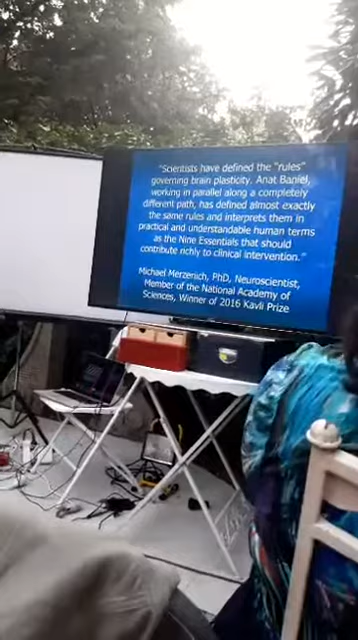 "Scientists have defined the "rules"
governing brain plasticity. Anat Baniel,
working in parallel along a completely
different path, has defined almost exactly
the same rules and interprets them in
practical and understandable human terms
as the Nine Essentials that should
contribute richly to clinical intervention."
Michael Merzenich, PhD, Neuroscientist,
Member of the National Academy of
Sciences, Winner of 2016 Kavli Prize